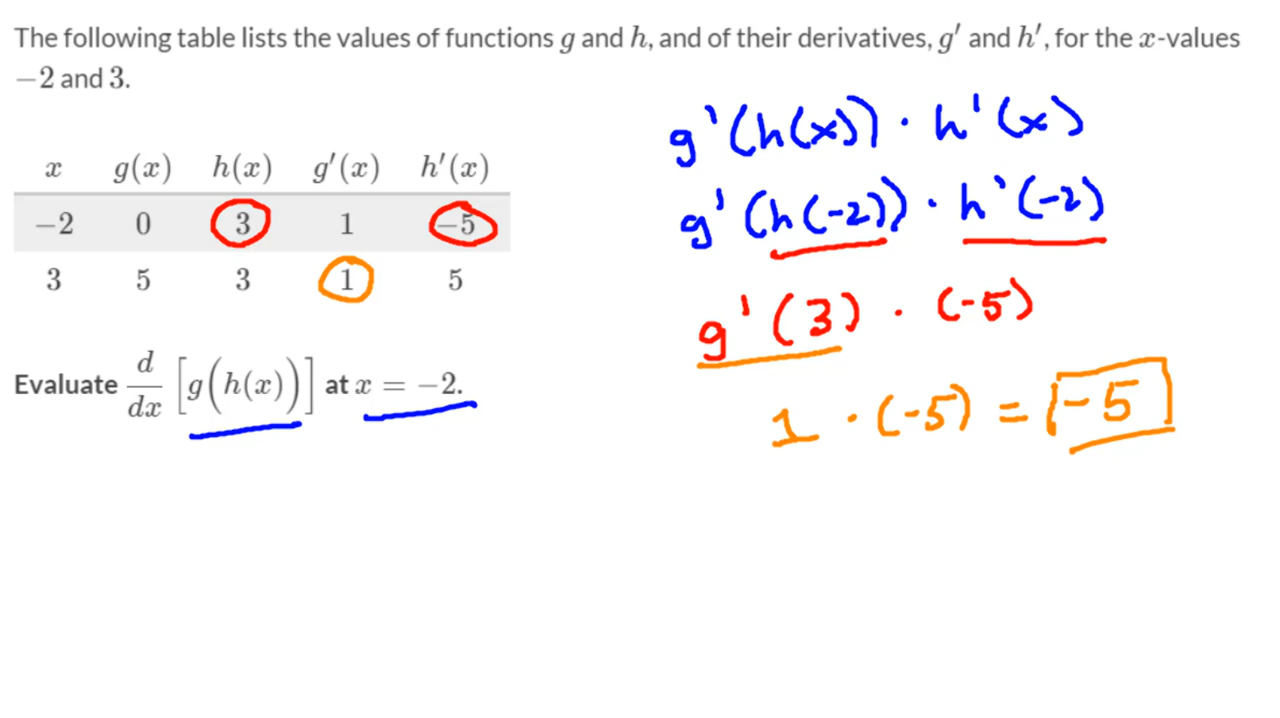 The following table lists the values of functions g and h, and of their derivatives, g′ and h′, for the x-values
−2 and 3.
x g(x) h(x) g′(x) h′(x)
−2 0 3 1 −5
3 5 3 1 5
Evaluate d/dx [g(h(x))] at x = −2.
g'(h(x)) · h'(x)
g'(h(-2)) · h'(-2)
g'(3) · (-5)
1 · (-5) = -5